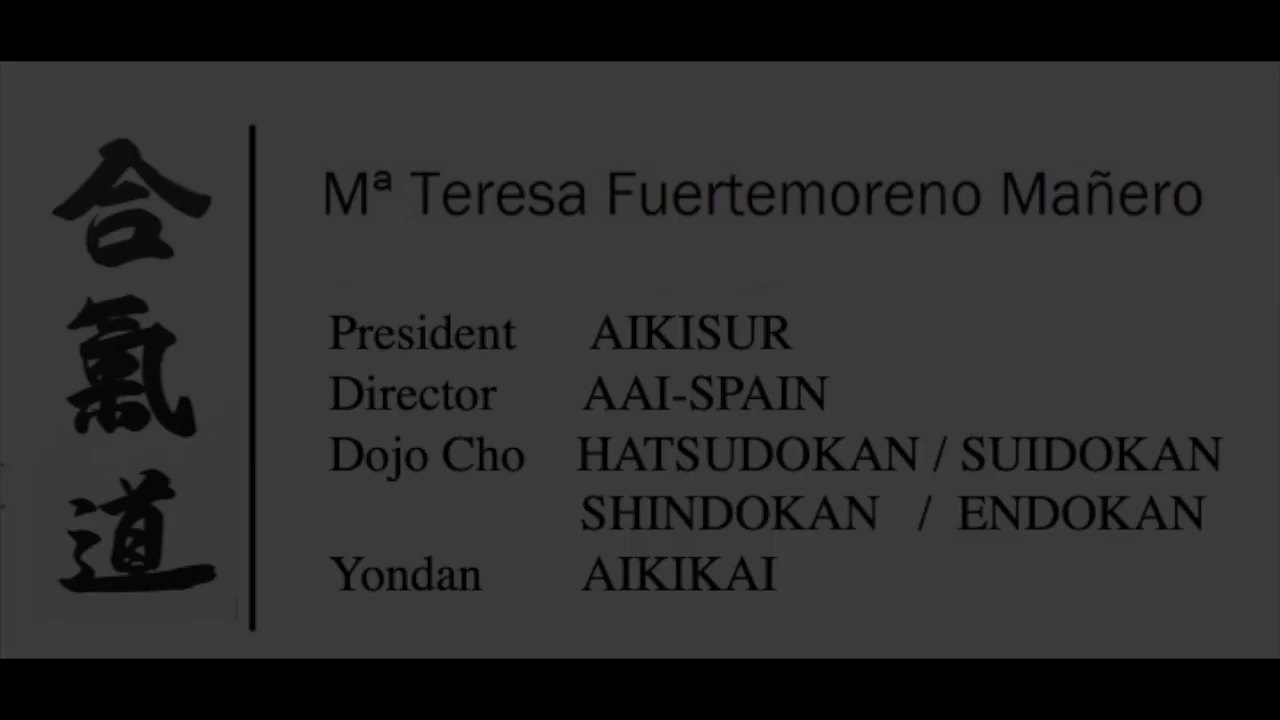 合氣道
Mª Teresa Fuertemoreno Mañero
President AIKISUR
Director AAI-SPAIN
Dojo Cho HATSUDOKAN / SUIDOKAN
SHINDOKAN / ENDOKAN
Yondan AIKIKAI